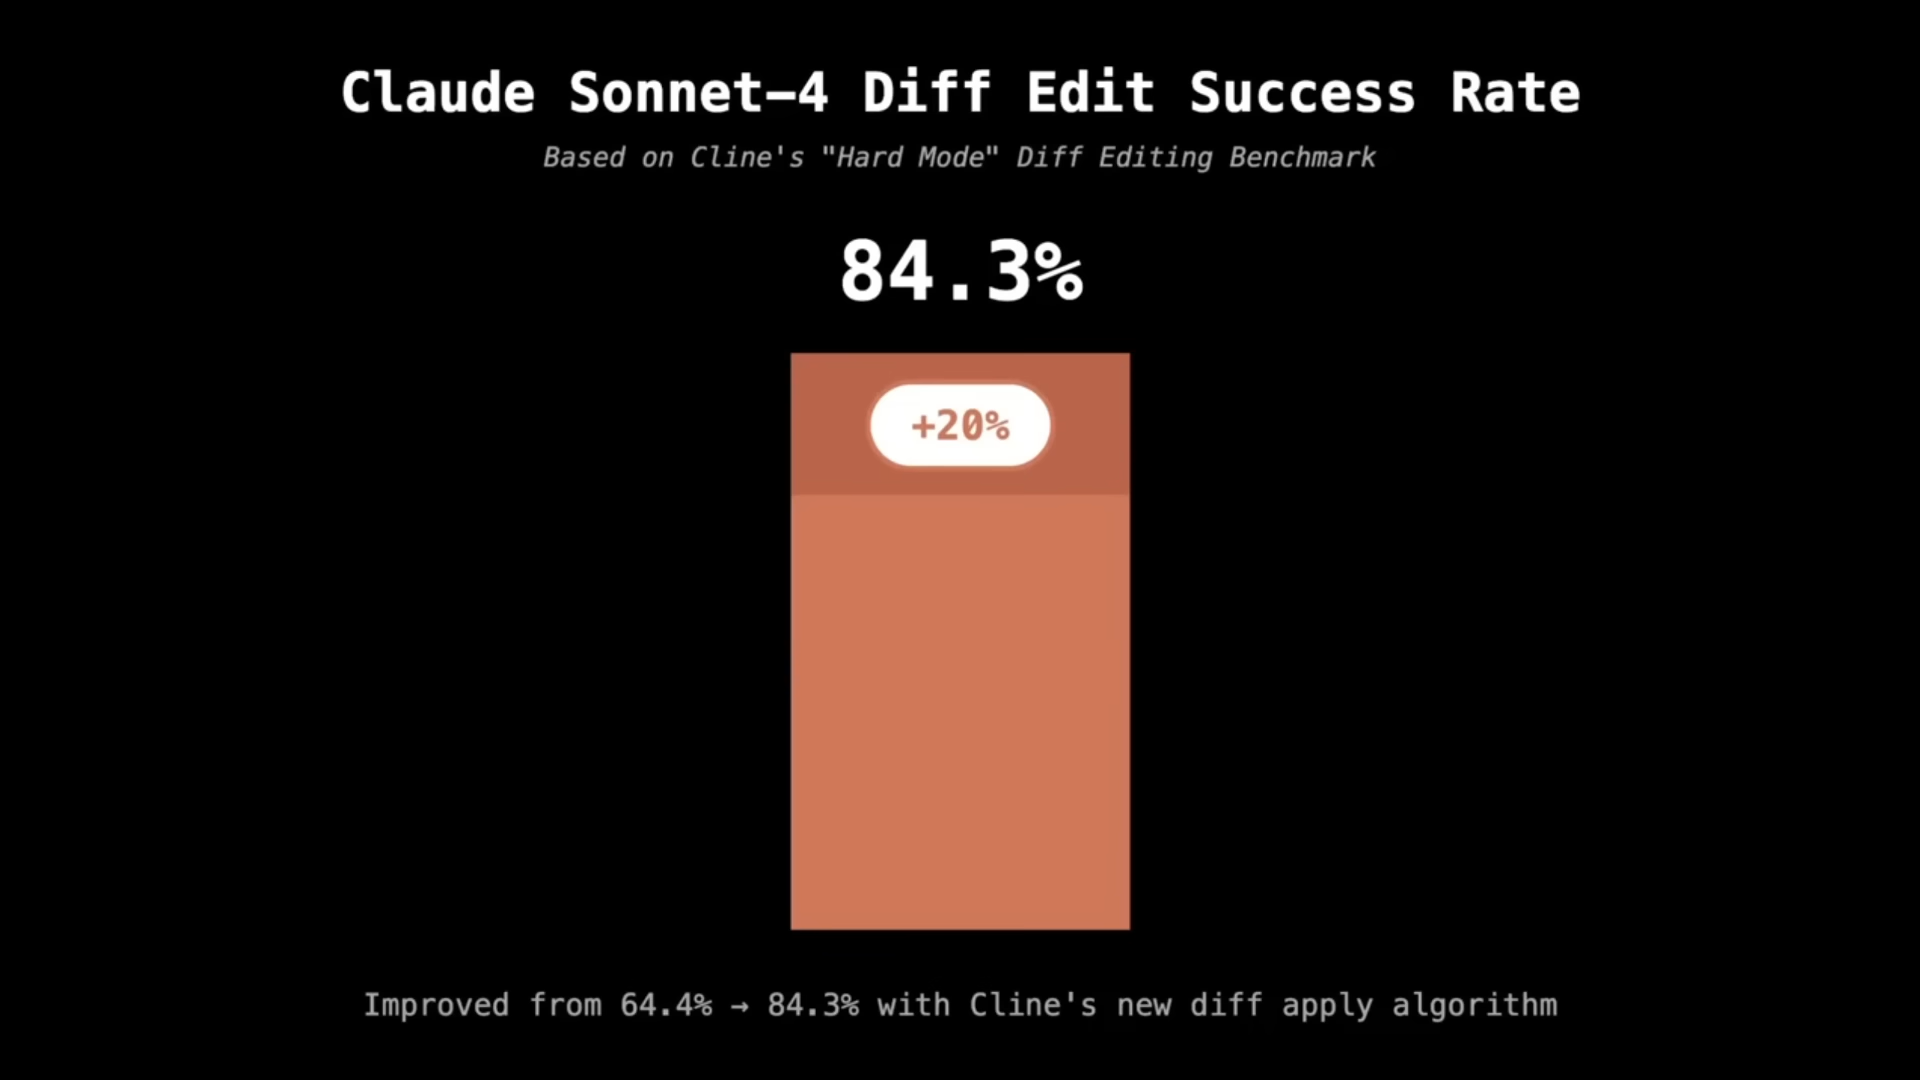 Claude Sonnet–4 Diff Edit Success Rate
Based on Cline's "Hard Mode" Diff Editing Benchmark
84.3%
+20%
Improved from 64.4% → 84.3% with Cline's new diff apply algorithm